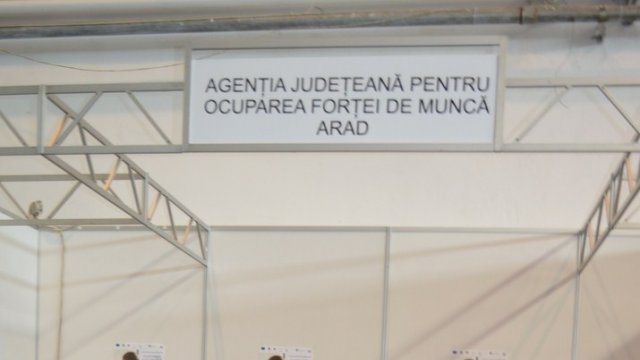 AGENȚIA JUDEȚEANĂ PENTRU
OCUPAREA FORȚEI DE MUNCĂ
ARAD